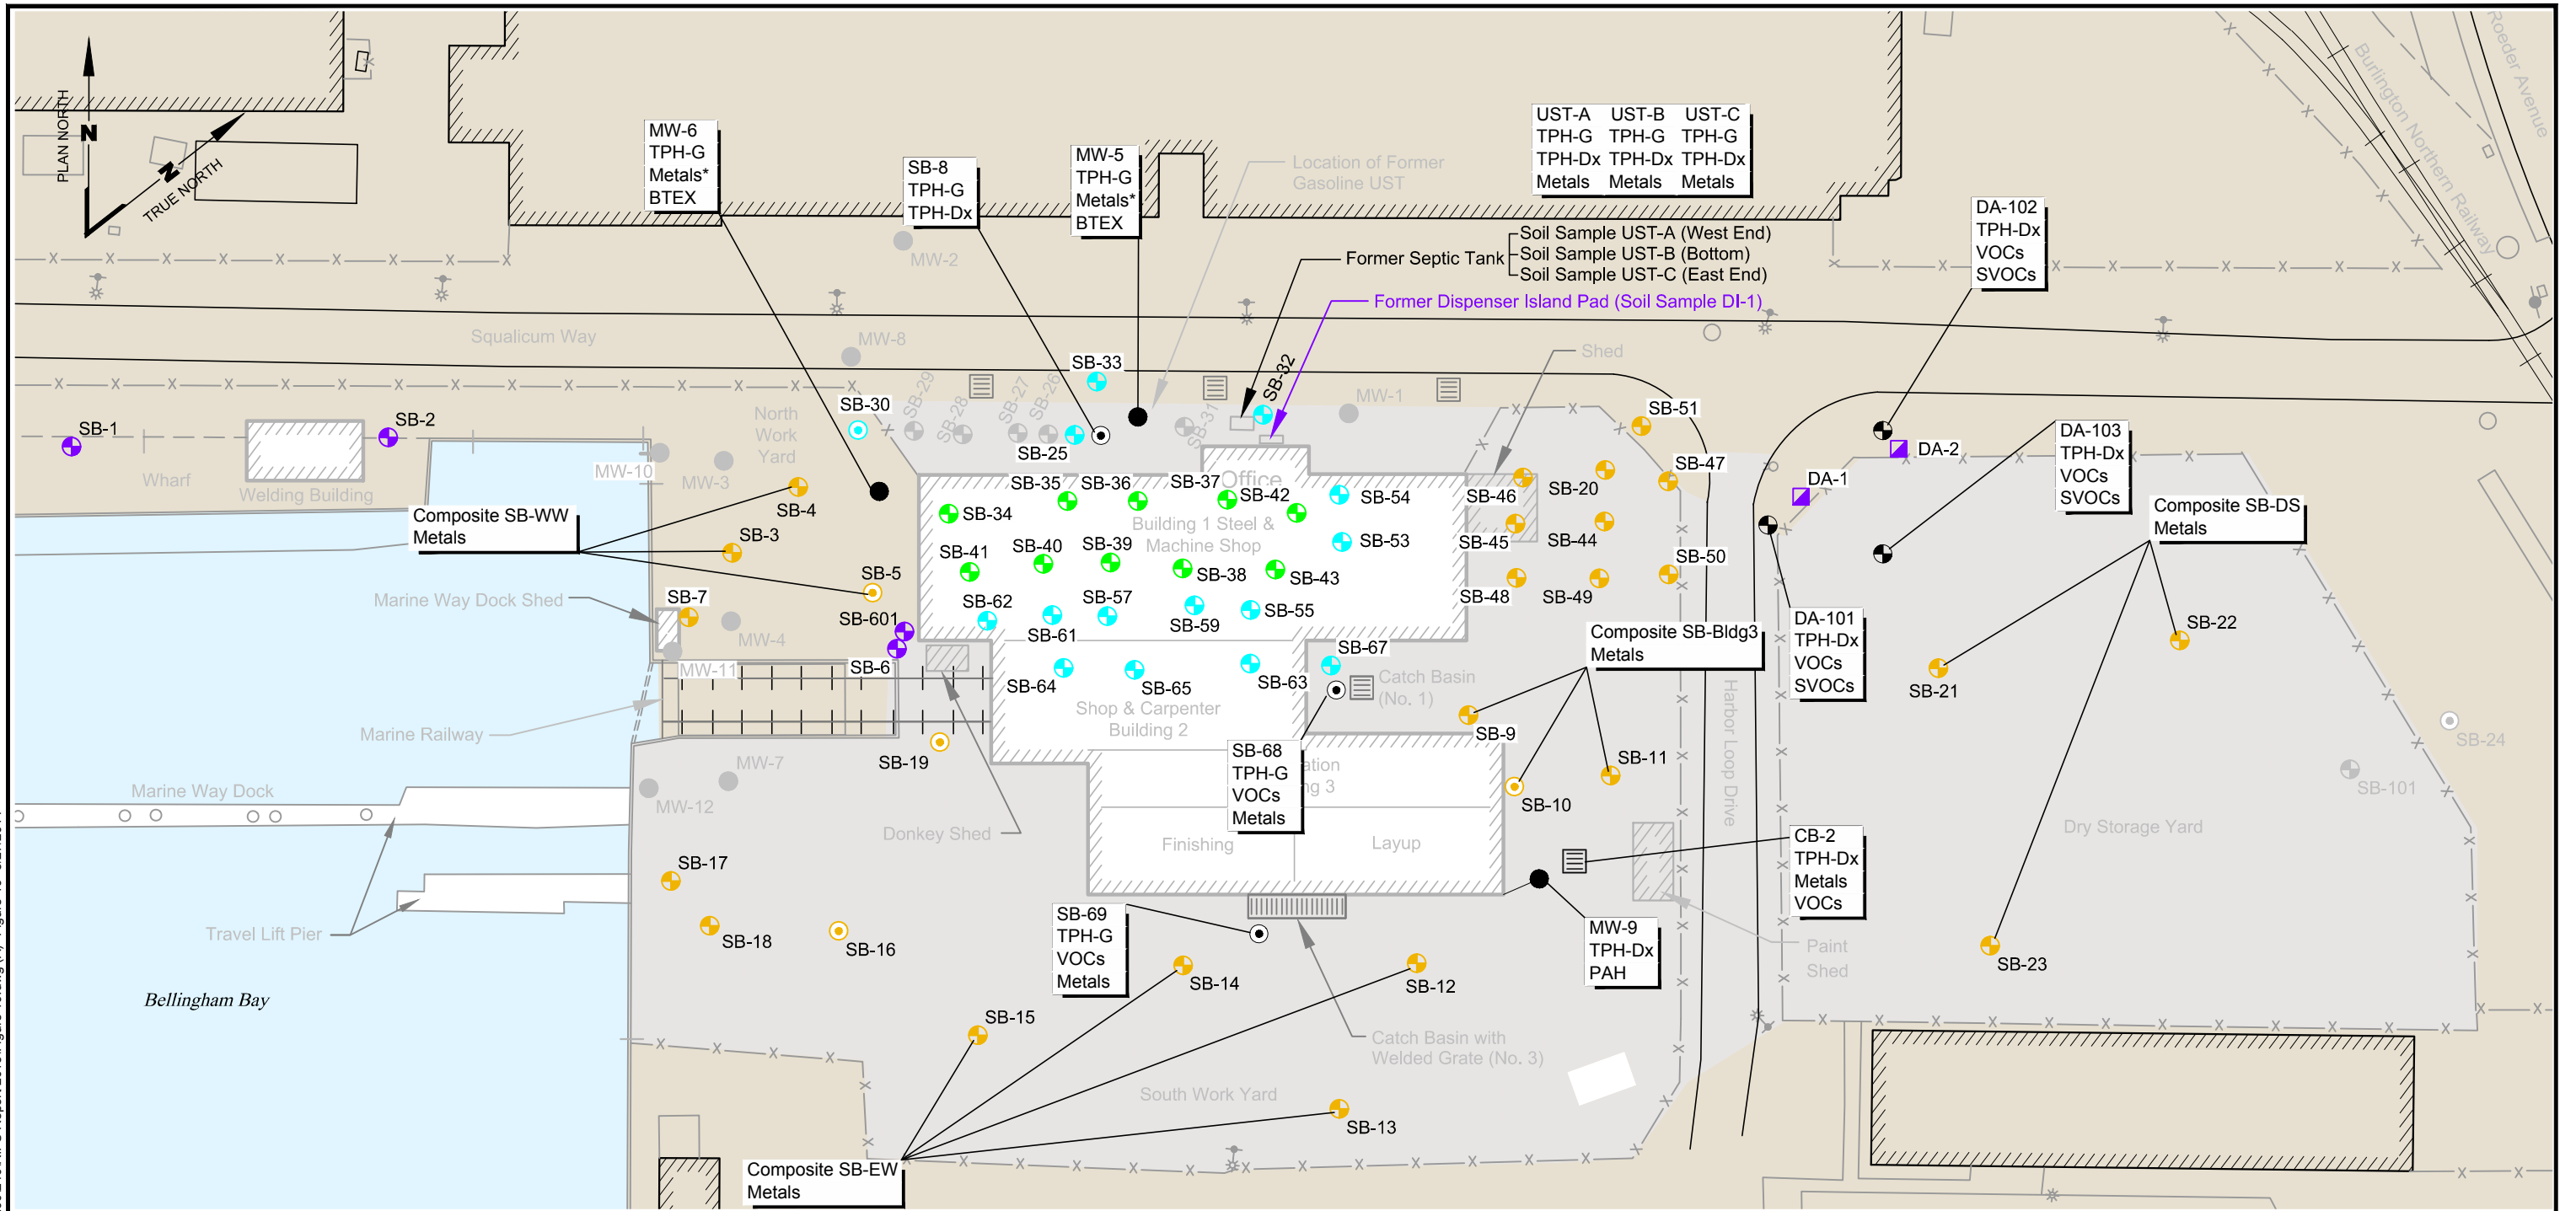 PLAN NORTH
N
N
TRUE NORTH
MW-6
TPH-G
Metals*
BTEX
SB-8
TPH-G
TPH-Dx
MW-5
TPH-G
Metals*
BTEX
Location of Former
Gasoline UST
UST-A UST-B UST-C
TPH-G TPH-G TPH-G
TPH-Dx TPH-Dx TPH-Dx
Metals Metals Metals
Former Septic Tank
Soil Sample UST-A (West End)
Soil Sample UST-B (Bottom)
Soil Sample UST-C (East End)
Former Dispenser Island Pad (Soil Sample DI-1)
DA-102
TPH-Dx
VOCs
SVOCs
Burlington Northern Railway
Roeder Avenue
MW-2
Squalicum Way
MW-8
SB-33
SB-32
Shed
MW-1
SB-1
SB-2
Wharf
Welding Building
MW-10
MW-3
North
Work
Yard
SB-30
SB-29
SB-28
SB-27
SB-26
SB-25
SB-31
Office
SB-51
SB-47
DA-2
DA-1
DA-103
TPH-Dx
VOCs
SVOCs
Composite SB-DS
Metals
Composite SB-WW
Metals
SB-4
SB-3
SB-5
SB-34
SB-35
SB-36
SB-37
SB-42
SB-54
SB-46
SB-20
Building 1 Steel &
Machine Shop
SB-53
SB-45
SB-44
SB-41
SB-40
SB-39
SB-38
SB-43
SB-50
SB-48
SB-49
Marine Way Dock Shed
SB-7
MW-4
SB-601
SB-6
SB-62
SB-61
SB-57
SB-59
SB-55
Composite SB-Bldg3
Metals
DA-101
TPH-Dx
VOCs
SVOCs
SB-22
SB-21
MW-11
SB-64
SB-65
SB-63
SB-67
Catch Basin
(No. 1)
Shop & Carpenter
Building 2
Marine Railway
SB-19
SB-9
SB-11
SB-10
Harbor Loop Drive
SB-24
SB-101
SB-68
TPH-G
VOCs
Metals
ation
ng 3
MW-7
MW-12
Marine Way Dock
Donkey Shed
Finishing
Layup
Dry Storage Yard
CB-2
TPH-Dx
Metals
VOCs
SB-17
SB-18
SB-16
Travel Lift Pier
SB-69
TPH-G
VOCs
Metals
MW-9
TPH-Dx
PAH
Paint
Shed
SB-23
SB-14
SB-12
Bellingham Bay
SB-15
Catch Basin with
Welded Grate (No. 3)
South Work Yard
SB-13
Composite SB-EW
Metals